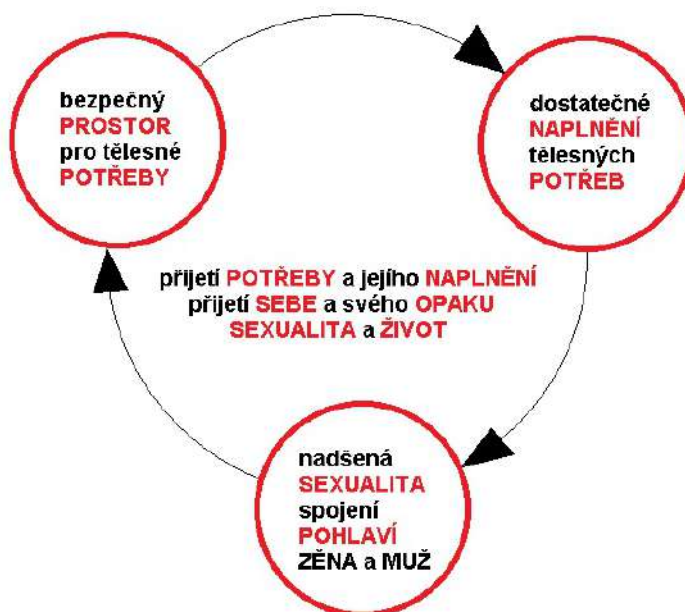 bezpečný
PROSTOR
pro tělesné
POTŘEBY
dostatečné
NAPLNĚNÍ
tělesných
POTŘEB
přijetí POTŘEBY a jejího NAPLNĚNÍ
přijetí SEBE a svého OPAKU
SEXUALITA a ŽIVOT
nadšená
SEXUALITA
spojení
POHLAVÍ
ZĚNA a MUŽ